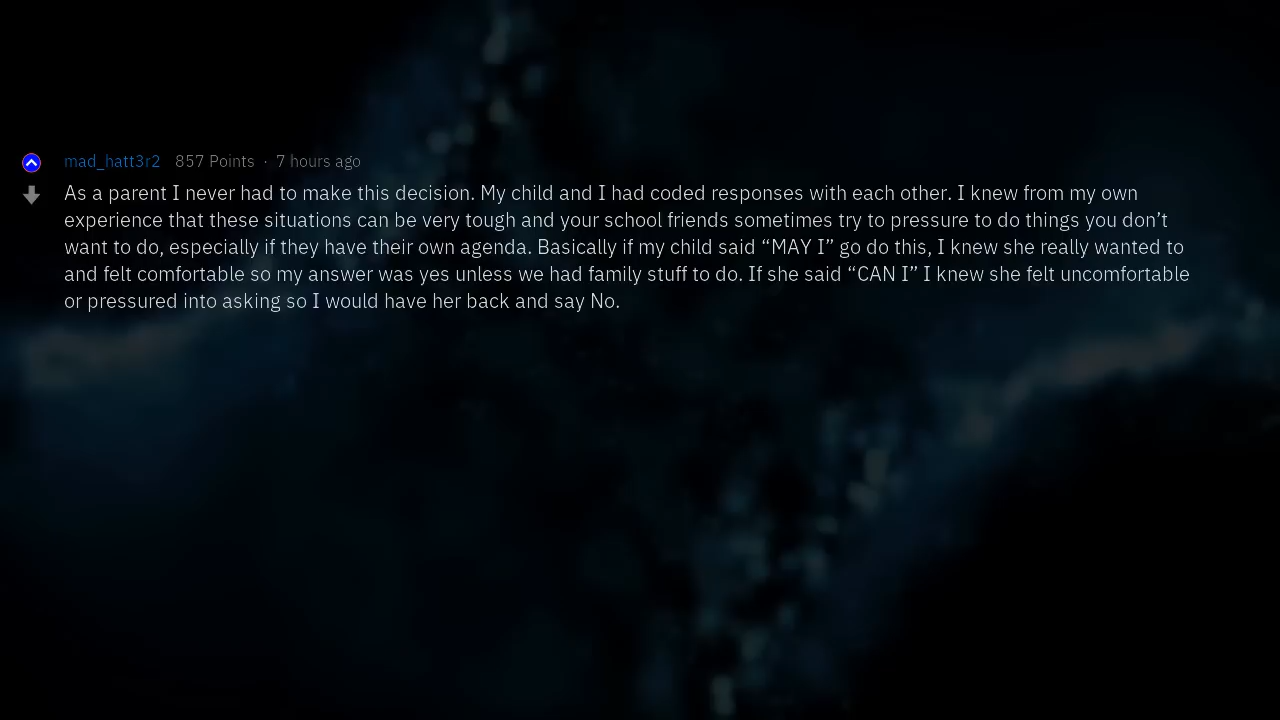 mad_hatt3r2 857 Points · 7 hours ago
As a parent I never had to make this decision. My child and I had coded responses with each other. I knew from my own
experience that these situations can be very tough and your school friends sometimes try to pressure to do things you don’t
want to do, especially if they have their own agenda. Basically if my child said “MAY I” go do this, I knew she really wanted to
and felt comfortable so my answer was yes unless we had family stuff to do. If she said “CAN I” I knew she felt uncomfortable
or pressured into asking so I would have her back and say No.